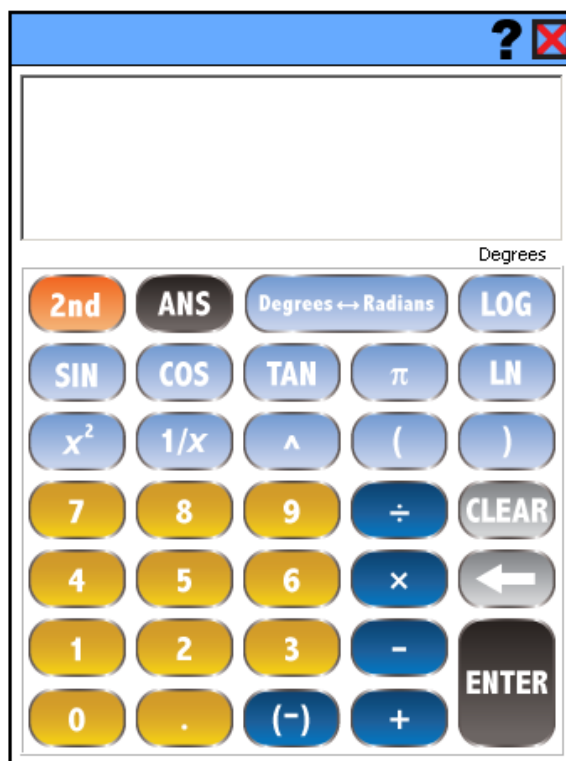 ?
Degrees
2nd ANS Degrees ↔ Radians LOG
SIN COS TAN π LN
x² 1/x ^ ( )
7 8 9 ÷ CLEAR
4 5 6 ×
1 2 3 - ENTER
0 . (−) +